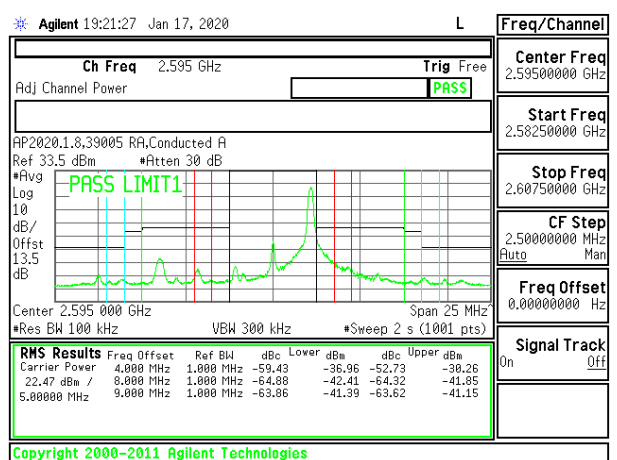 Agilent 19:21:27 Jan 17, 2020 L
Freq/Channel
Ch Freq 2.595 GHz Trig Free
Adj Channel Power PASS
AP2020.1.8,39005 RA,Conducted A
Ref 33.5 dBm #Atten 30 dB
#Avg
Log
10
dB/
Offst
13.5
dB
PASS LIMIT1
Center 2.595 000 GHz Span 25 MHz^
#Res BW 100 kHz VBW 300 kHz #Sweep 2 s (1001 pts)
RMS Results Freq Offset Ref BW dBc Lower dBm dBc Upper dBm
Carrier Power 4.000 MHz 1.000 MHz -59.43 -36.96 -52.73 -30.26
22.47 dBm / 8.000 MHz 1.000 MHz -64.88 -42.41 -64.32 -41.85
5.00000 MHz 9.000 MHz 1.000 MHz -63.86 -41.39 -63.62 -41.15
Center Freq
2.59500000 GHz
Start Freq
2.58250000 GHz
Stop Freq
2.60750000 GHz
CF Step
2.50000000 MHz
Auto Man
Freq Offset
0.00000000 Hz
Signal Track
On Off
Copyright 2000-2011 Agilent Technologies